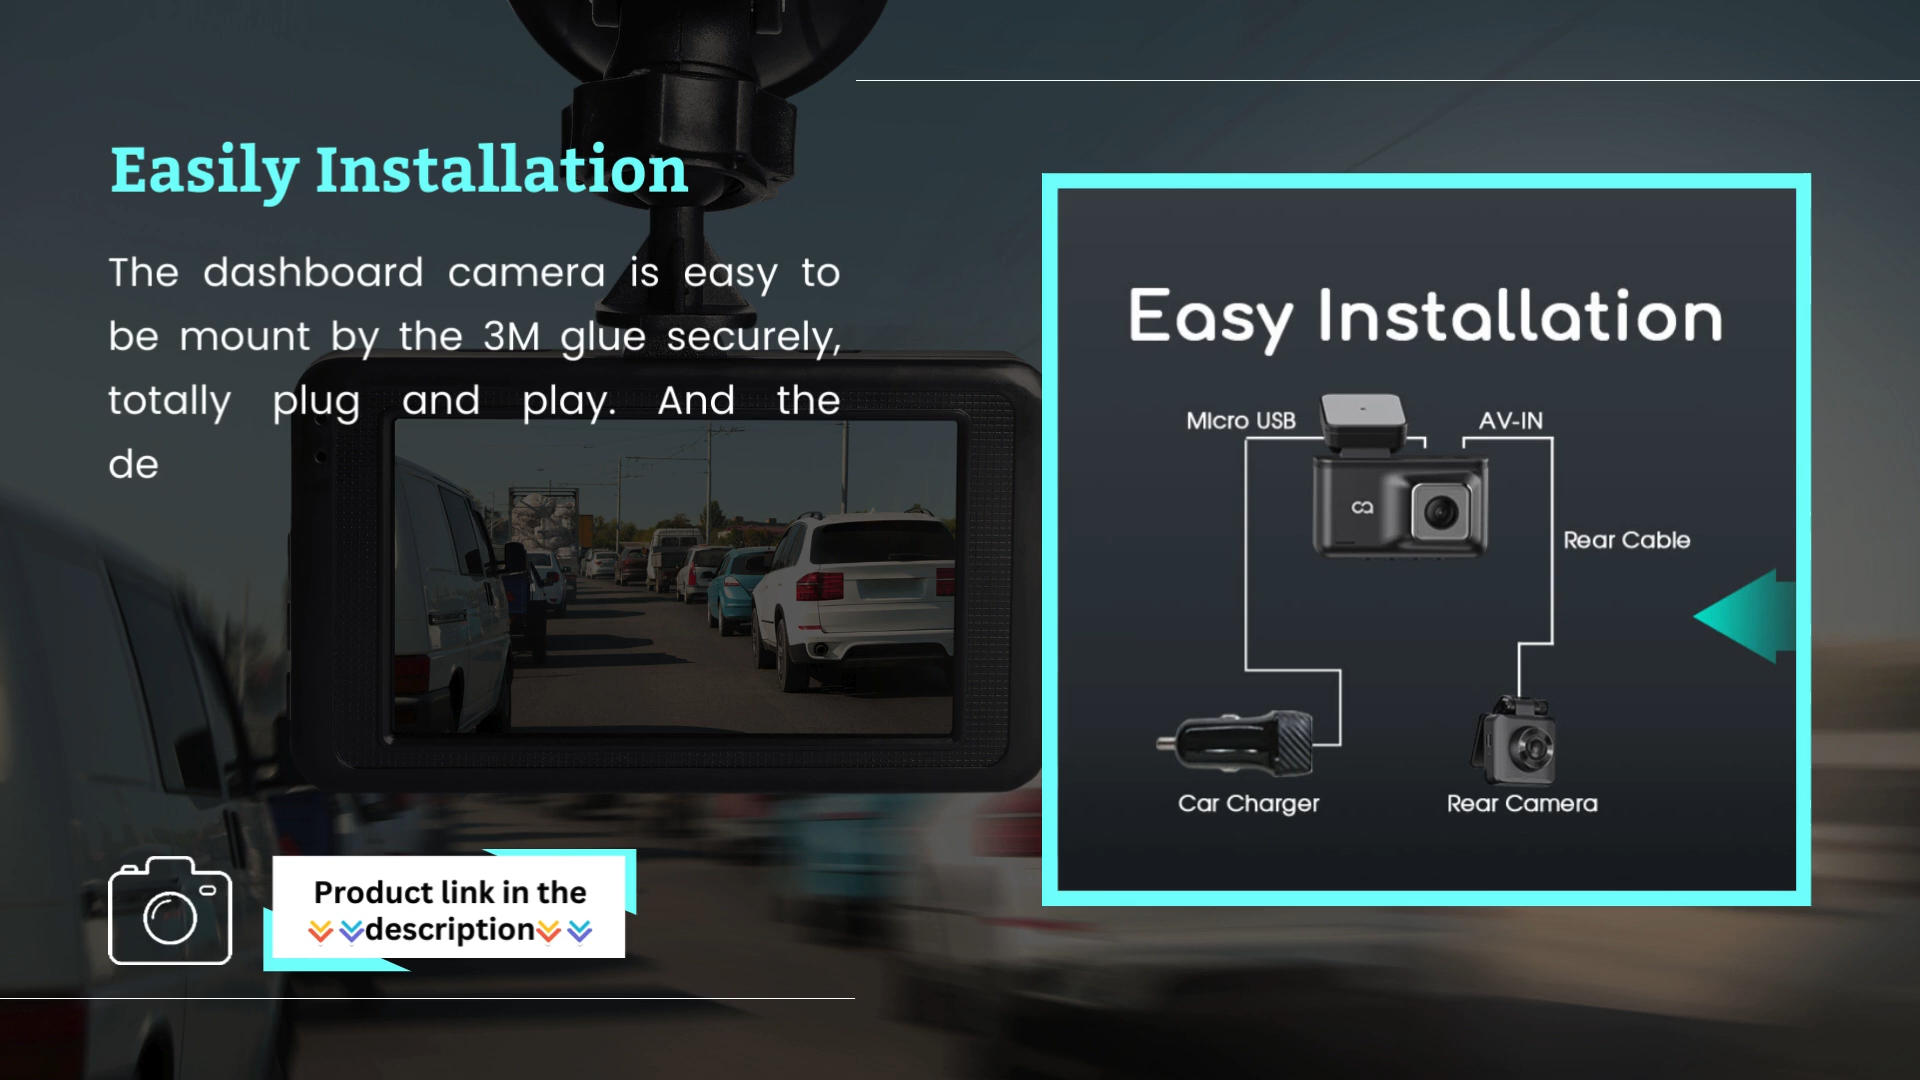 Easily Installation
The dashboard camera is easy to
be mount by the 3M glue securely,
totally plug and play. And the
de
Easy Installation
MIcro USB
AV-IN
Rear Cable
Car Charger
Rear Camera
Product link in the
description